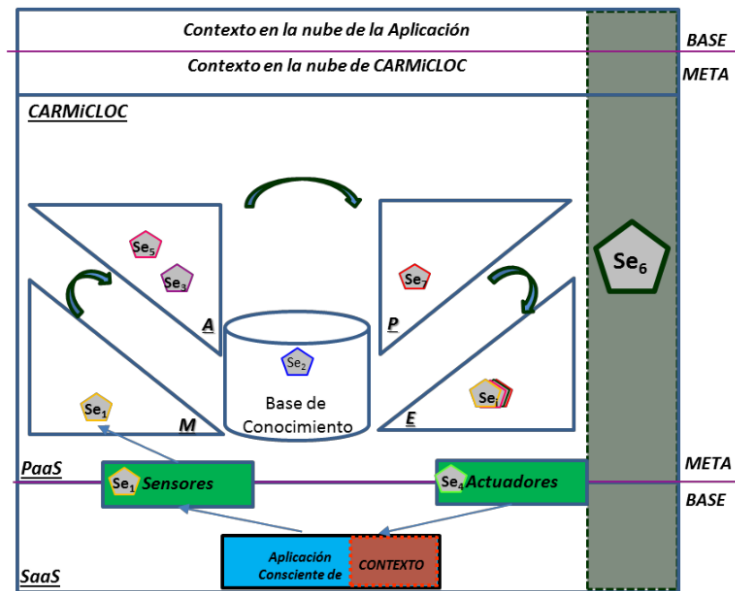 Contexto en la nube de la Aplicación
BASE
Contexto en la nube de CARMiCLOC
META
CARMiCLOC
Se5
Se3
A
Se7
P
Se6
Se1
M
Se2
Base de
Conocimiento
Sei
E
PaaS
Se1 Sensores
Se4 Actuadores
META
BASE
Aplicación
Consciente de
CONTEXTO
SaaS